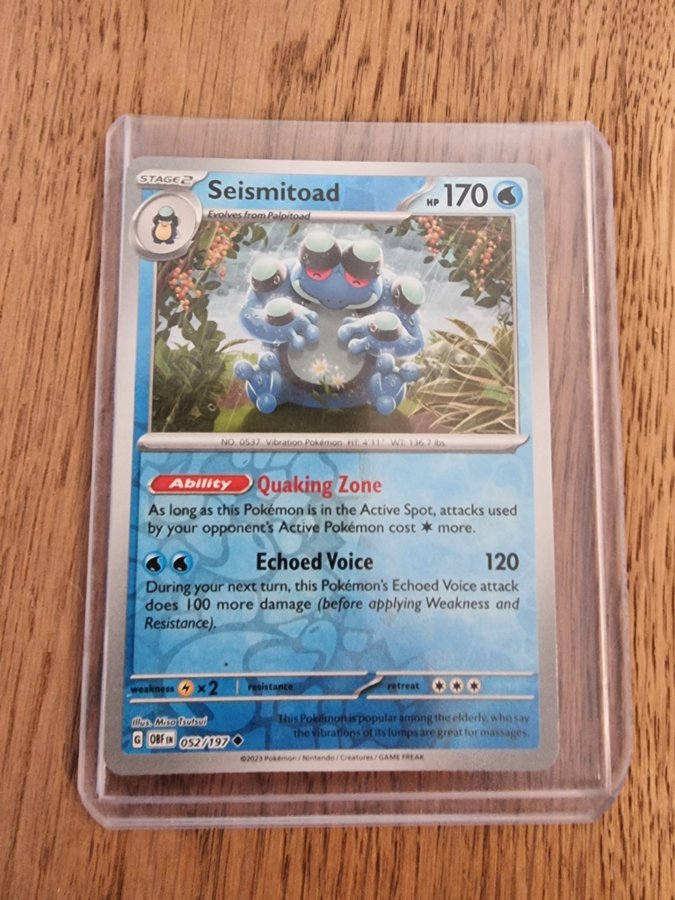 STAGE2
Seismitoad
HP 170
Evolves from Palpitoad
NO. 0537 Vibration Pokémon HT: 4'11" WT: 136.7 lbs.
Ability Quaking Zone
As long as this Pokémon is in the Active Spot, attacks used
by your opponent's Active Pokémon cost more.
Echoed Voice 120
During your next turn, this Pokémon's Echoed Voice attack
does 100 more damage (before applying Weakness and
Resistance).
weakness ×2 resistance retreat
Illus. Misa Tsutsui
This Pokémon is popular among the elderly, who say
the vibrations of its lumps are great for massages.
G OBF EN 052/197
©2023 Pokémon / Nintendo / Creatures / GAME FREAK